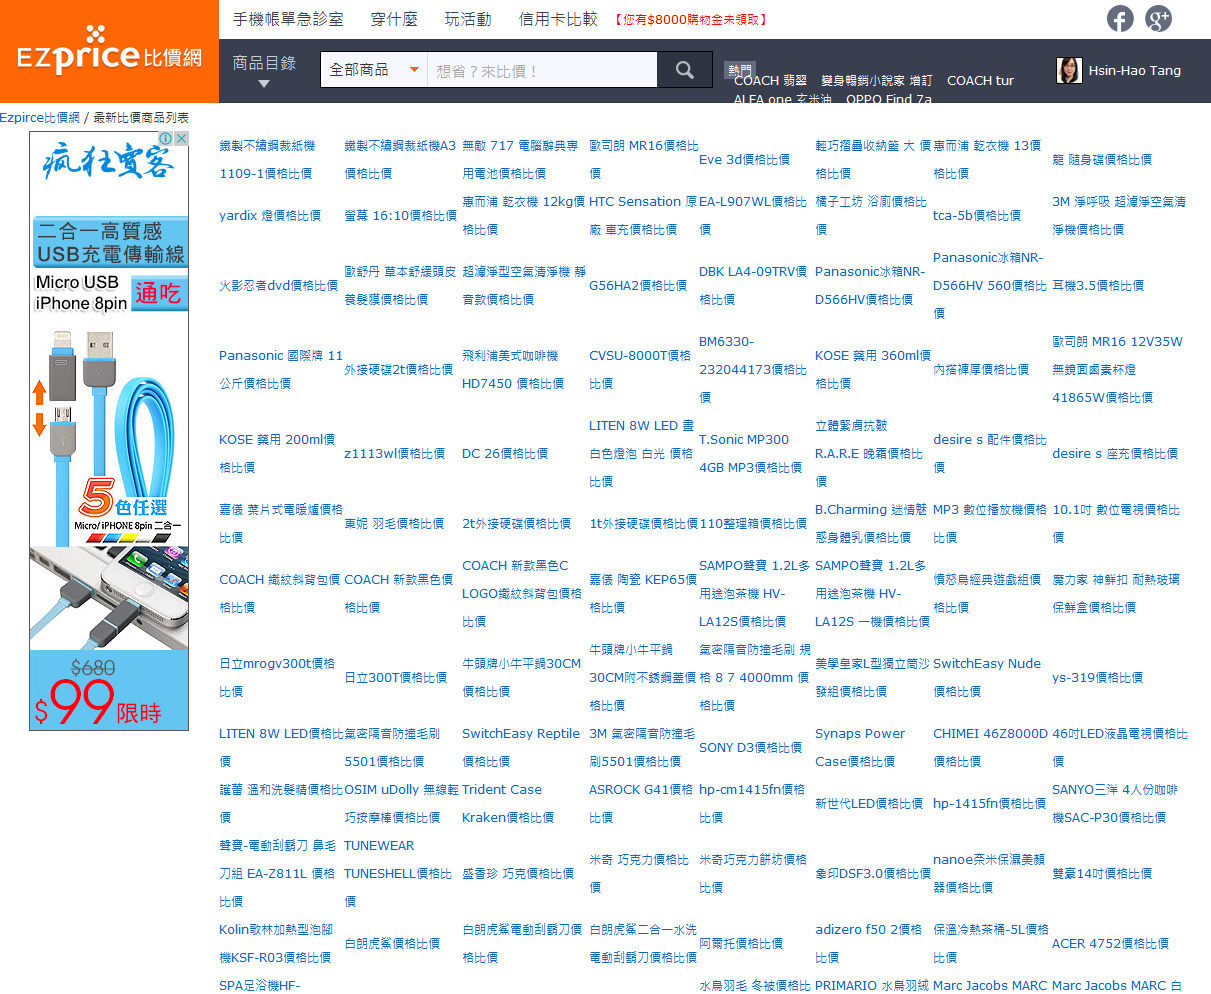 手機帳單急診室 穿什麼 玩活動 信用卡比較 【您有$8000購物金未領取】
EZprice比價網
商品目錄 全部商品 想省？來比價！ 熱門 COACH 翡翠 變身暢銷小說家 增訂 COACH tur Hsin-Hao Tang
ALFA one 玄米油 OPPO Find 7a
Ezpirce比價網 / 最新比價商品列表
瘋狂賣客
二合一高質感
USB充電傳輸線
Micro USB
iPhone 8pin 通吃
5色任選
Micro/ iPHONE 8pin 二合一
$680
$99限時
鐵製不鏽鋼裁紙機
1109-1價格比價
鐵製不鏽鋼裁紙機A3
價格比價
無敵 717 電腦辭典專
用電池價格比價
歐司朗 MR16價格比
價
Eve 3d價格比價
輕巧摺疊收納籃 大 價
格比價
惠而浦 乾衣機 13價
格比價
龍 隨身碟價格比價
yardix 燈價格比價
螢幕 16:10價格比價
惠而浦 乾衣機 12kg價
格比價
HTC Sensation 原
廠 車充價格比價
EA-L907WL價格比
價
橘子工坊 浴廁價格比
價
tca-5b價格比價
3M 淨呼吸 超濾淨空氣清
淨機價格比價
火影忍者dvd價格比價
歐舒丹 草本舒緩頭皮
養髮膜價格比價
超濾淨型空氣清淨機 靜
音款價格比價
G56HA2價格比價
DBK LA4-09TRV價
格比價
Panasonic冰箱NR-
D566HV價格比價
Panasonic冰箱NR-
D566HV 560價格比
價
耳機3.5價格比價
Panasonic 國際牌 11
公斤價格比價
外接硬碟2t價格比價
飛利浦美式咖啡機
HD7450 價格比價
CVSU-8000T價格
比價
BM6330-
232044173價格比
價
KOSE 藥用 360ml價
格比價
內搭褲厚價格比價
歐司朗 MR16 12V35W
無鏡面鹵素杯燈
41865W價格比價
KOSE 藥用 200ml價
格比價
z1113wl價格比價
DC 26價格比價
LITEN 8W LED 晝
白色燈泡 白光 價格
比價
T.Sonic MP300
4GB MP3價格比價
立體緊膚抗皺
R.A.R.E 晚霜價格比
價
desire s 配件價格比
價
desire s 座充價格比價
嘉儀 葉片式電暖爐價格
比價
東妮 羽毛價格比價
2t外接硬碟價格比價
1t外接硬碟價格比價
110整理箱價格比價
B.Charming 迷情魅
惑身體乳價格比價
MP3 數位播放機價格
比價
10.1吋 數位電視價格比
價
COACH 織紋斜背包價
格比價
COACH 新款黑色價
格比價
COACH 新款黑色C
LOGO織紋斜背包價格
比價
嘉儀 陶瓷 KEP65價
格比價
SAMPO聲寶 1.2L多
用途泡茶機 HV-
LA12S價格比價
SAMPO聲寶 1.2L多
用途泡茶機 HV-
LA12S 一機價格比價
憤怒鳥經典遊戲組價
格比價
魔力家 神鮮扣 耐熱玻璃
保鮮盒價格比價
日立mrogv300t價格
比價
日立300T價格比價
牛頭牌小牛平鍋30CM
價格比價
牛頭牌小牛平鍋
30CM附不銹鋼蓋價
格比價
氣密隔音防撞毛刷 規
格 8 7 4000mm 價
格比價
美學皇家L型獨立筒沙
發組價格比價
SwitchEasy Nude
價格比價
ys-319價格比價
LITEN 8W LED價格比
價
氣密隔音防撞毛刷
5501價格比價
SwitchEasy Reptile
價格比價
3M 氣密隔音防撞毛
刷5501價格比價
SONY D3價格比價
Synaps Power
Case價格比價
CHIMEI 46Z8000D
價格比價
46吋LED液晶電視價格比
價
護蕾 溫和洗髮精價格比
價
OSIM uDolly 無線輕
巧按摩棒價格比價
Trident Case
Kraken價格比價
ASROCK G41價格
比價
hp-cm1415fn價格
比價
新世代LED價格比價
hp-1415fn價格比價
SANYO三洋 4人份咖啡
機SAC-P30價格比價
聲寶-電動刮鬍刀 鼻毛
刀組 EA-Z811L 價格
比價
TUNEWEAR
TUNESHELL價格比
價
盛香珍 巧克價格比價
米奇 巧克力價格比
價
米奇巧克力餅坊價格
比價
象印DSF3.0價格比價
nanoe奈米保濕美顏
器價格比價
雙豪14吋價格比價
Kolin歌林加熱型泡腳
機KSF-R03價格比價
白朗虎鯊價格比價
白朗虎鯊電動刮鬍刀價
格比價
白朗虎鯊二合一水洗
電動刮鬍刀價格比價
阿爾托價格比價
adizero f50 2價格
比價
保溫冷熱茶桶-5L價格
比價
ACER 4752價格比價
SPA足浴機HF-
水鳥羽毛 冬被價格比
PRIMARIO 水鳥羽絨
Marc Jacobs MARC
Marc Jacobs MARC 白